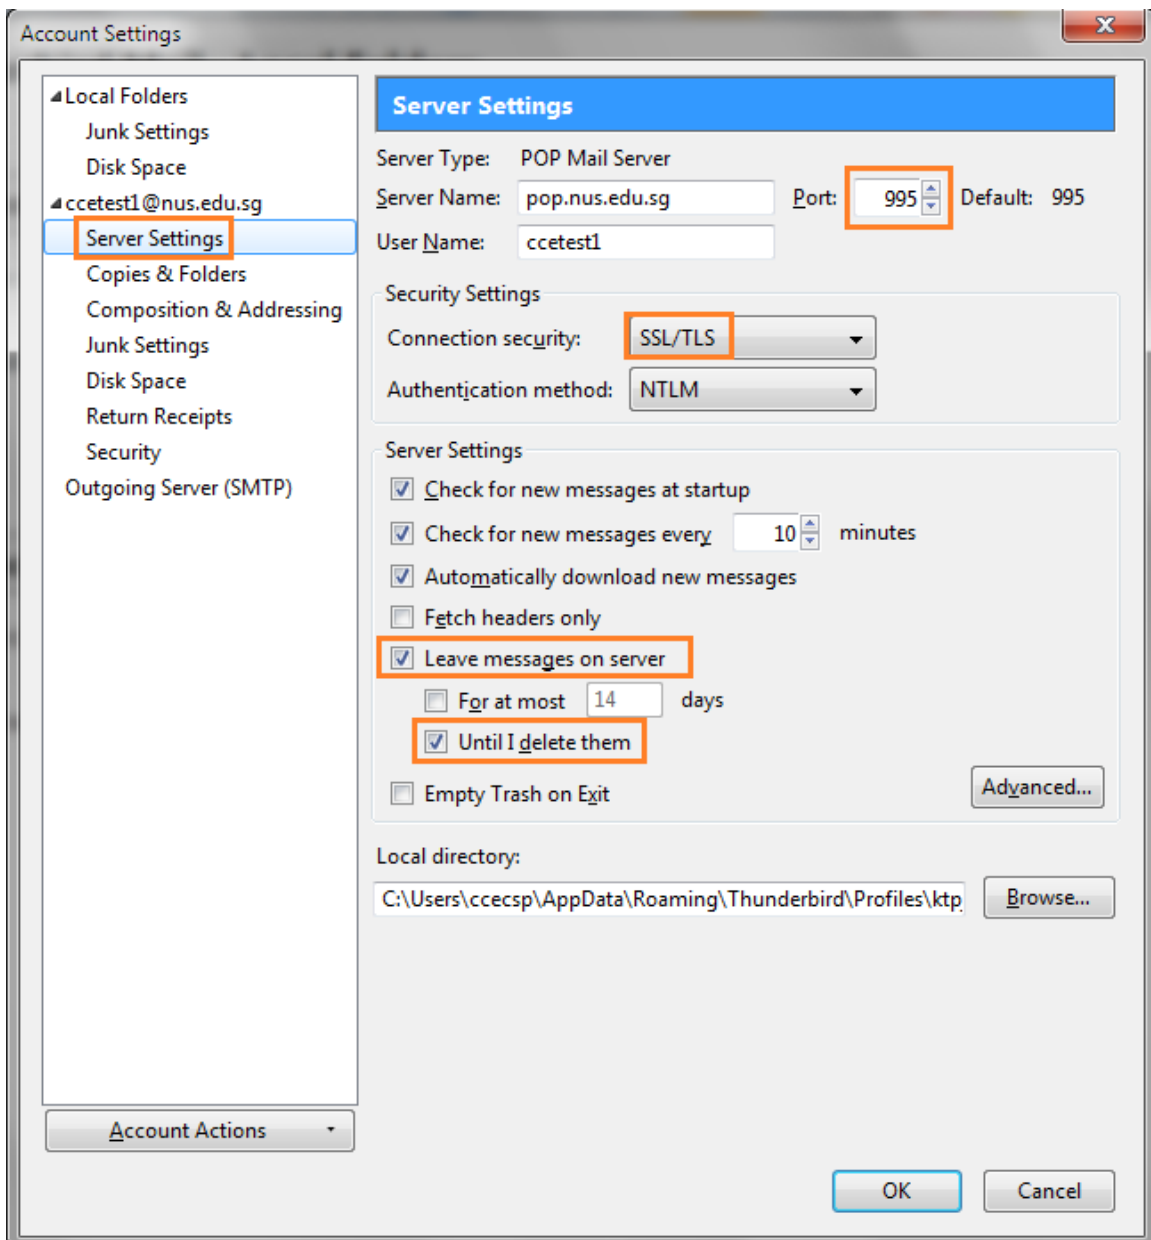 Account Settings
Local Folders
Junk Settings
Disk Space
ccetest1@nus.edu.sg
Server Settings
Copies & Folders
Composition & Addressing
Junk Settings
Disk Space
Return Receipts
Security
Outgoing Server (SMTP)
Account Actions
Server Settings
Server Type: POP Mail Server
Server Name: pop.nus.edu.sg Port: 995 Default: 995
User Name: ccetest1
Security Settings
Connection security: SSL/TLS
Authentication method: NTLM
Server Settings
Check for new messages at startup
Check for new messages every 10 minutes
Automatically download new messages
Fetch headers only
Leave messages on server
For at most 14 days
Until I delete them
Empty Trash on Exit Advanced...
Local directory:
C:\Users\ccecsp\AppData\Roaming\Thunderbird\Profiles\ktp Browse...
OK Cancel